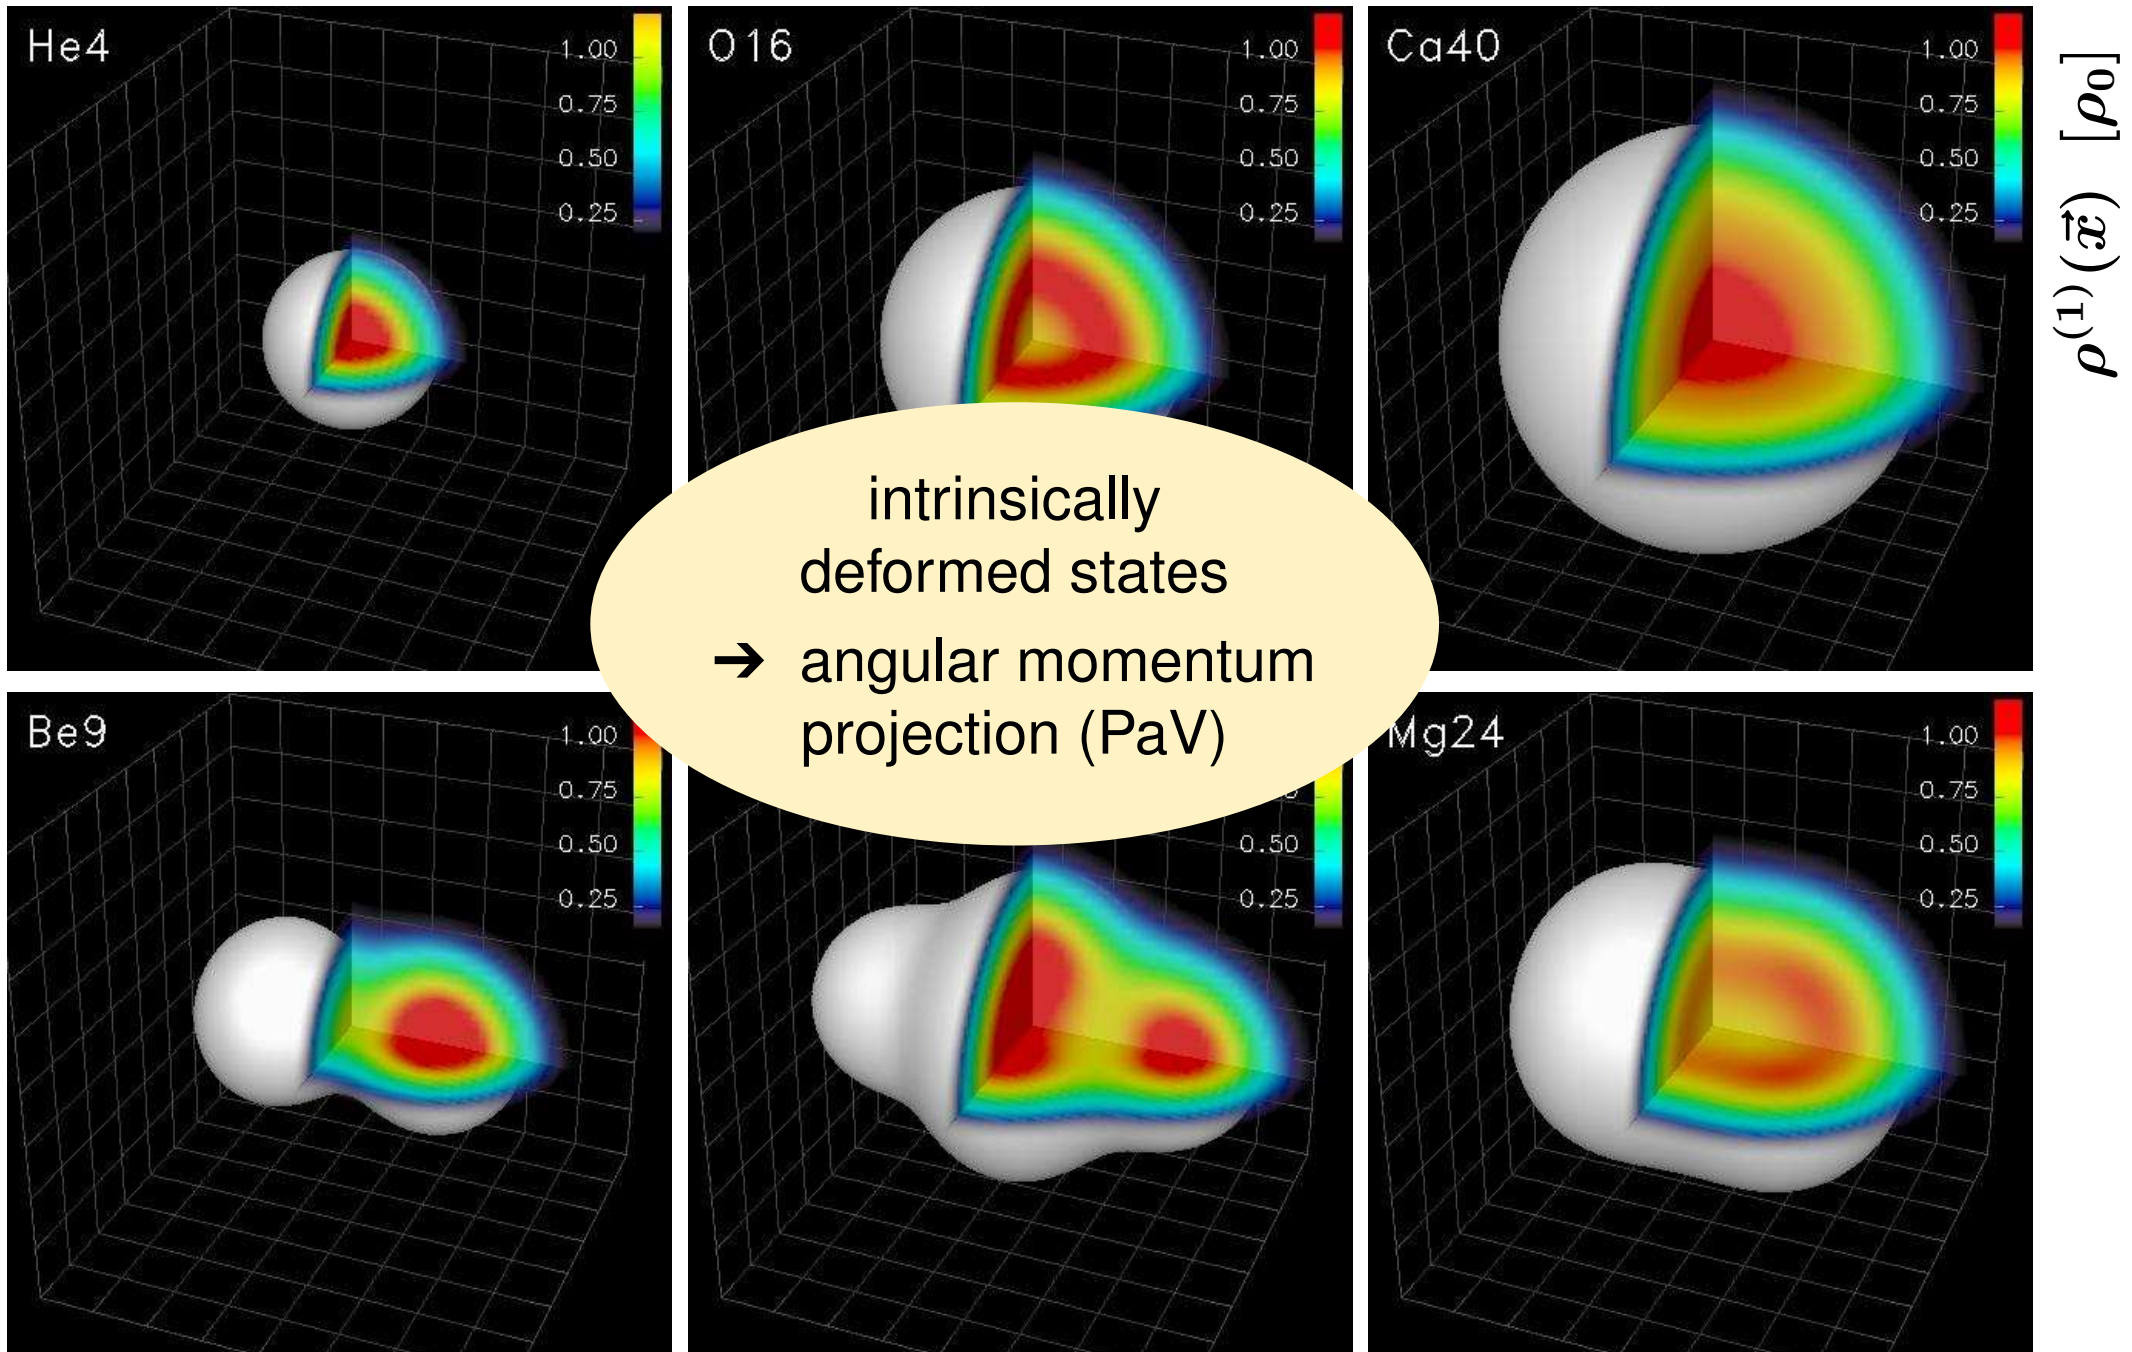 He4
1.00
0.75
0.50
0.25
O16
1.00
0.75
0.50
0.25
Ca40
1.00
0.75
0.50
0.25
ρ⁽¹⁾(x⃗) [ρ₀]
intrinsically
deformed states
➔ angular momentum
projection (PaV)
Be9
1.00
0.75
0.50
0.25
0.50
0.25
Mg24
1.00
0.75
0.50
0.25